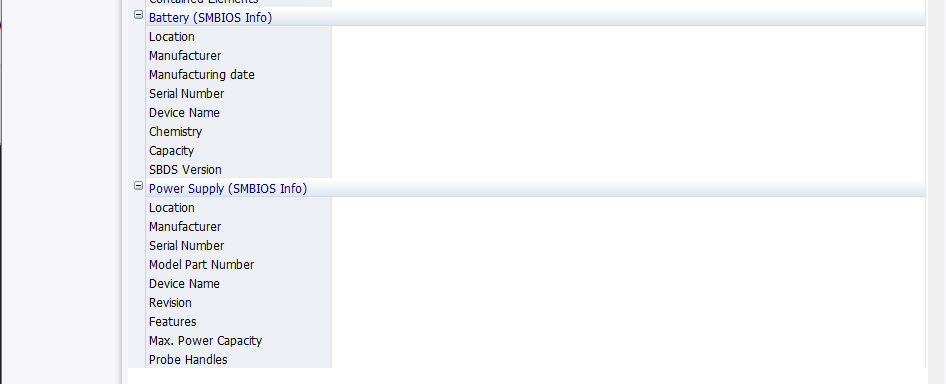 Contained Elements
Battery (SMBIOS Info)
Location
Manufacturer
Manufacturing date
Serial Number
Device Name
Chemistry
Capacity
SBDS Version
Power Supply (SMBIOS Info)
Location
Manufacturer
Serial Number
Model Part Number
Device Name
Revision
Features
Max. Power Capacity
Probe Handles